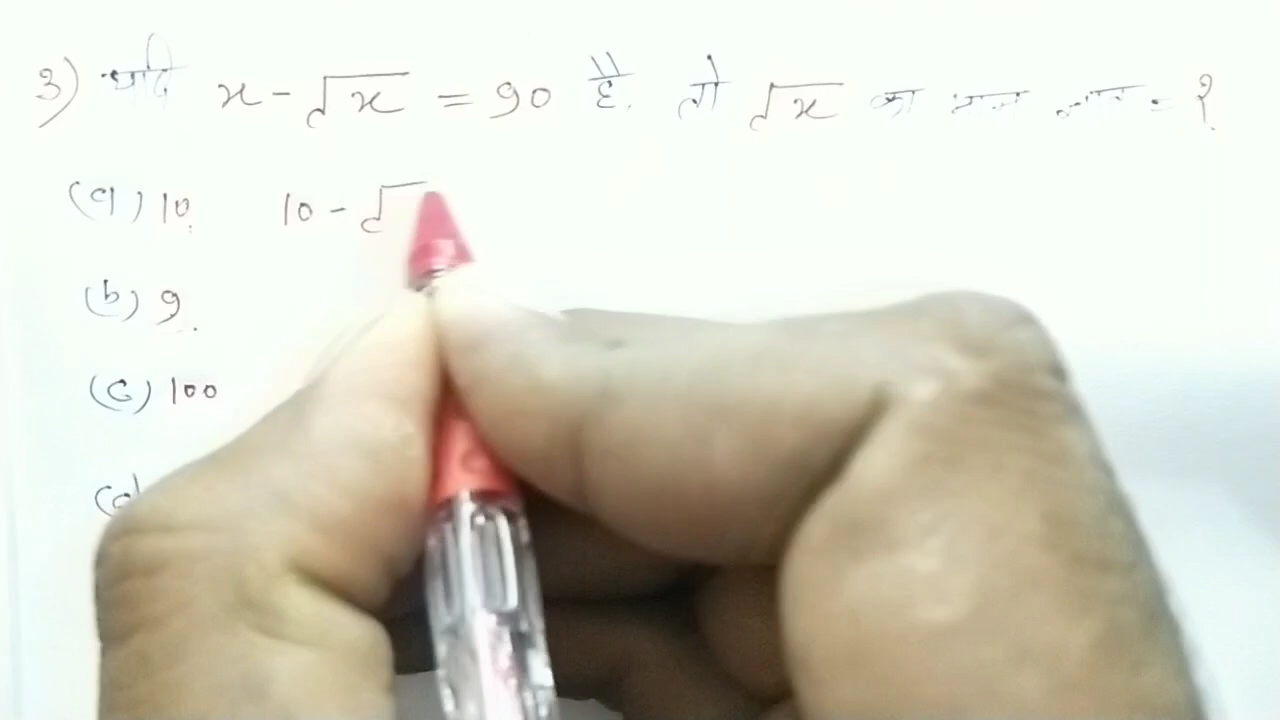 3) यदि x - √x = 90 है. तो √x का मान
(a) 10. 10 - √
(b) 9.
(c) 100
(d